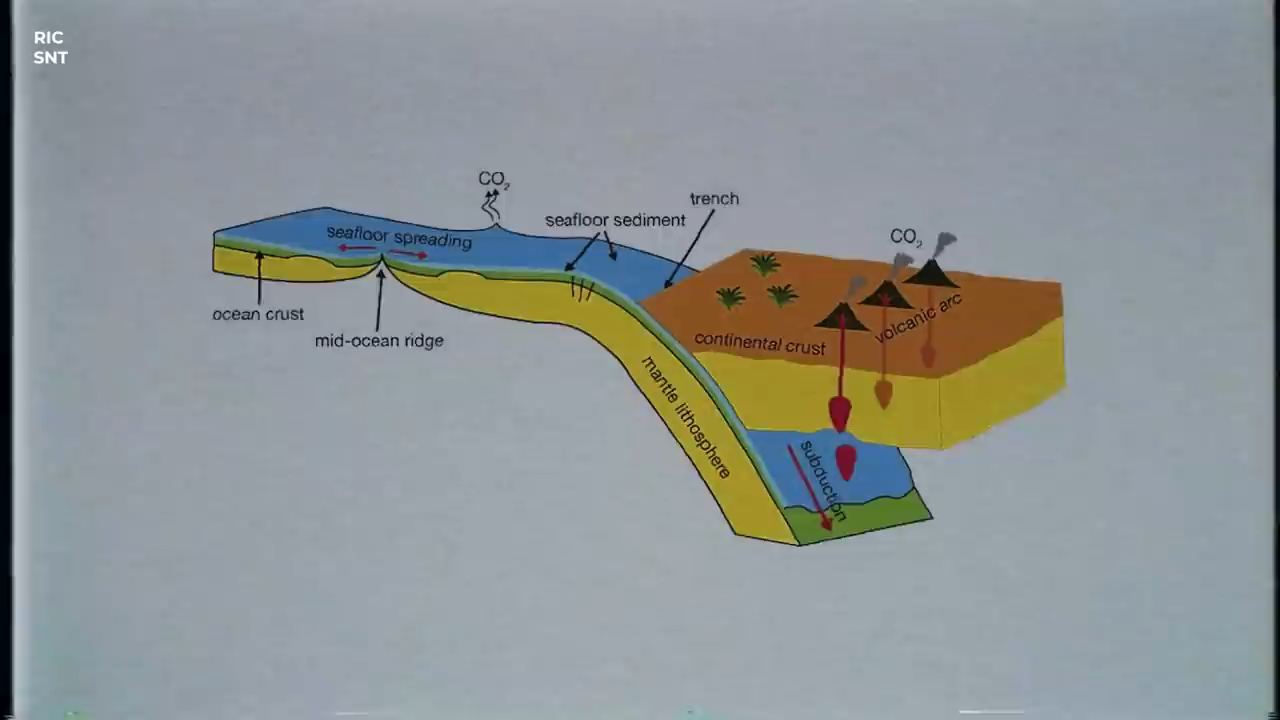 RIC
SNT
CO₂
trench
seafloor sediment
seafloor spreading
CO₂
ocean crust
mid-ocean ridge
volcanic arc
continental crust
mantle lithosphere
subduction